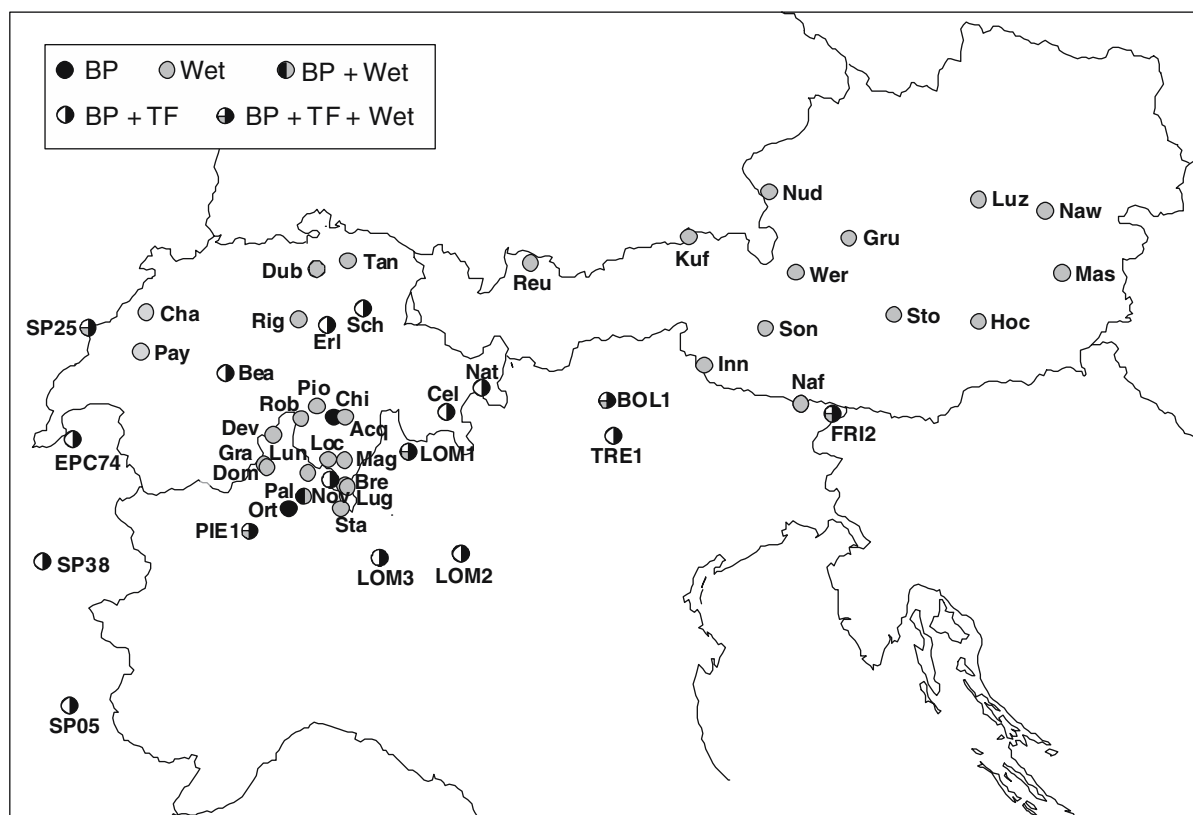 BP Wet BP + Wet
BP + TF BP + TF + Wet
Nud
Luz
Naw
Gru
Kuf
Tan
Dub
Reu
Wer
Mas
Cha
SP25
Rig
Sch
Erl
Son
Sto
Hoc
Pay
Bea
Nat
Inn
Pio
Chi
Cel
Naf
BOL1
Rob
Dev
Acq
FRI2
EPC74
Gra
Lun
Loc
Mag
LOM1
TRE1
Dom
Pal
Nov
Bre
Lug
Ort
Sta
PIE1
SP38
LOM3
LOM2
SP05